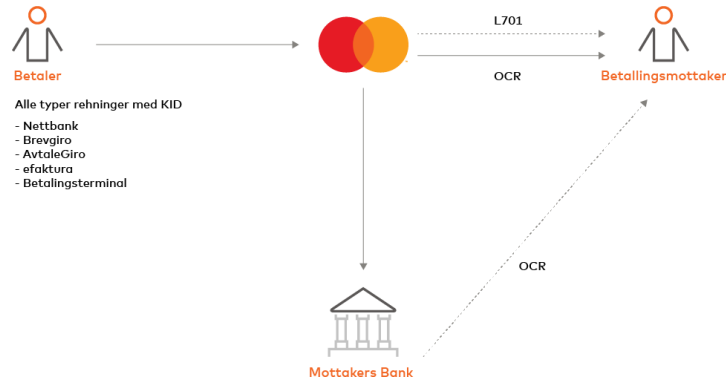 L701
OCR
Betaler
Betallingsmottaker
Alle typer rehninger med KID
- Nettbank
- Brevgiro
- AvtaleGiro
- efaktura
- Betalingsterminal
OCR
Mottakers Bank